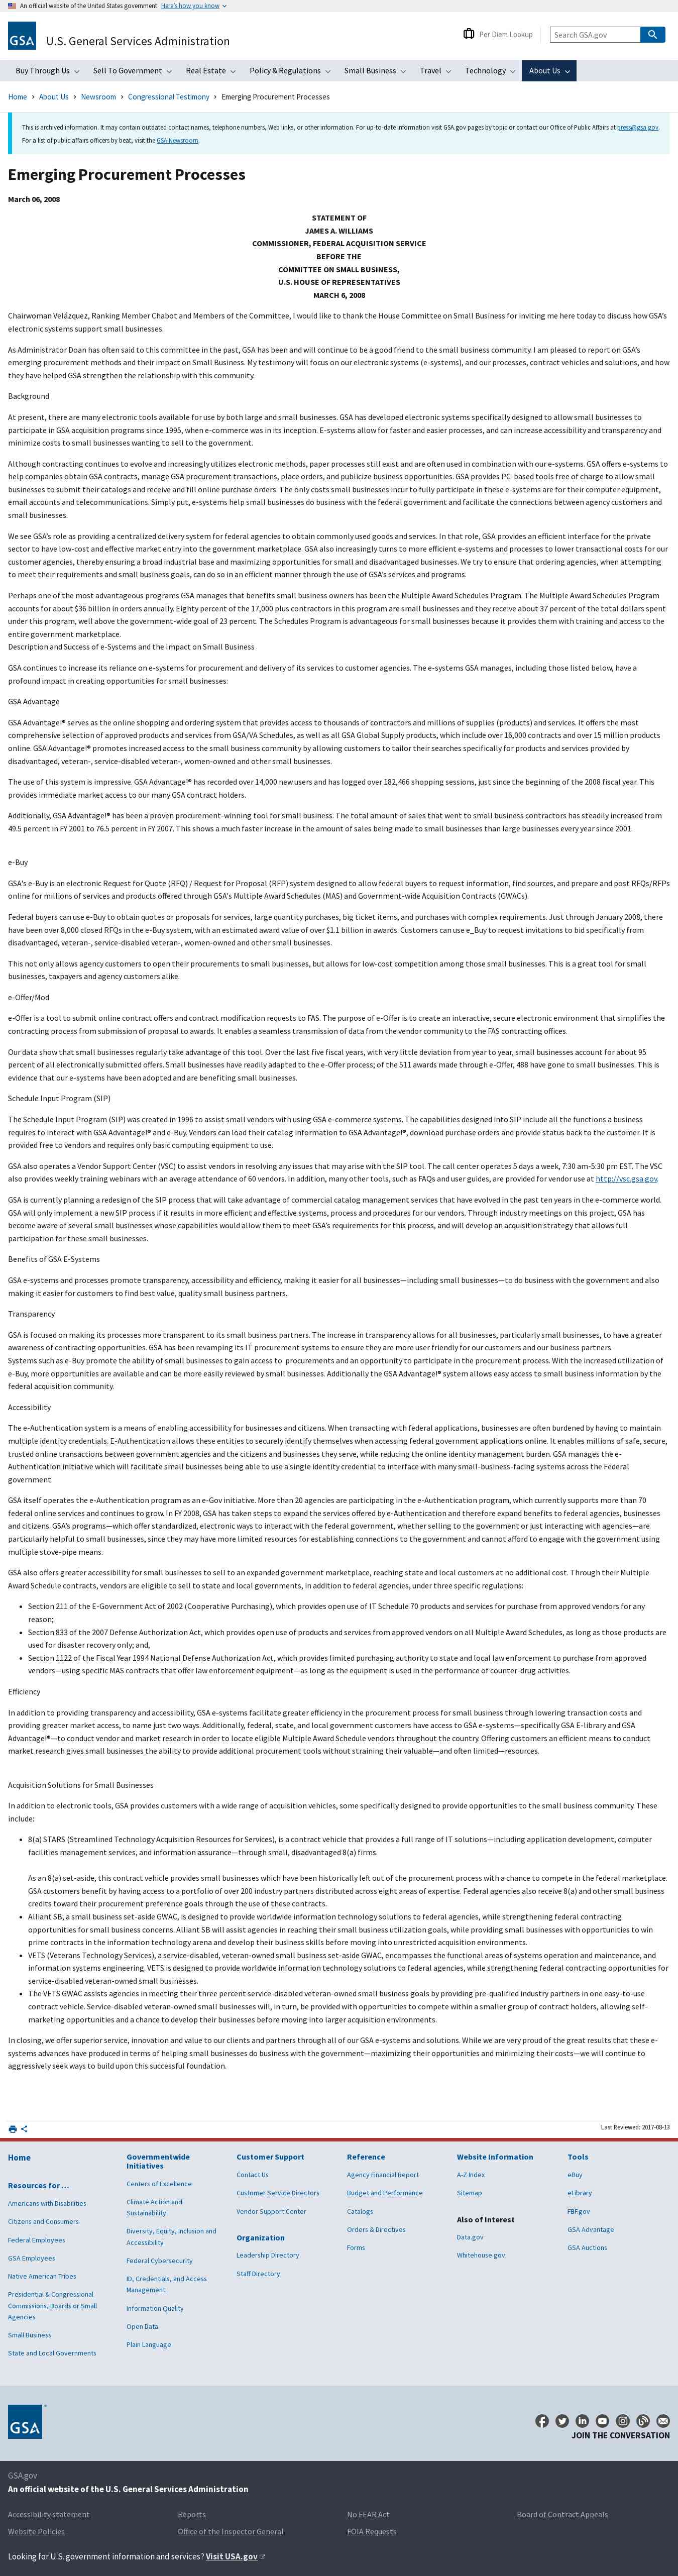 An official website of the United States government Here's how you know
GSA U.S. General Services Administration
Per Diem Lookup
Search GSA.gov
Buy Through Us Sell To Government Real Estate Policy & Regulations Small Business Travel Technology About Us
Home › About Us › Newsroom › Congressional Testimony › Emerging Procurement Processes
This is archived information. It may contain outdated contact names, telephone numbers, Web links, or other information. For up-to-date information visit GSA.gov pages by topic or contact our Office of Public Affairs at press@gsa.gov.
For a list of public affairs officers by beat, visit the GSA Newsroom.
Emerging Procurement Processes
March 06, 2008
STATEMENT OF
JAMES A. WILLIAMS
COMMISSIONER, FEDERAL ACQUISITION SERVICE
BEFORE THE
COMMITTEE ON SMALL BUSINESS,
U.S. HOUSE OF REPRESENTATIVES
MARCH 6, 2008
Chairwoman Velázquez, Ranking Member Chabot and Members of the Committee, I would like to thank the House Committee on Small Business for inviting me here today to discuss how GSA's
electronic systems support small businesses.
As Administrator Doan has often said to this committee in the past, GSA has been and will continue to be a good friend to the small business community. I am pleased to report on GSA's
emerging procurement methods and their impact on Small Business. My testimony will focus on our electronic systems (e-systems), and our processes, contract vehicles and solutions, and how
they have helped GSA strengthen the relationship with this community.
Background
At present, there are many electronic tools available for use by both large and small businesses. GSA has developed electronic systems specifically designed to allow small businesses to
participate in GSA acquisition programs since 1995, when e-commerce was in its inception. E-systems allow for faster and easier processes, and can increase accessibility and transparency and
minimize costs to small businesses wanting to sell to the government.
Although contracting continues to evolve and increasingly utilizes electronic methods, paper processes still exist and are often used in combination with our e-systems. GSA offers e-systems to
help companies obtain GSA contracts, manage GSA procurement transactions, place orders, and publicize business opportunities. GSA provides PC-based tools free of charge to allow small
businesses to submit their catalogs and receive and fill online purchase orders. The only costs small businesses incur to fully participate in these e-systems are for their computer equipment,
email accounts and telecommunications. Simply put, e-systems help small businesses do business with the federal government and facilitate the connections between agency customers and
small businesses.
We see GSA's role as providing a centralized delivery system for federal agencies to obtain commonly used goods and services. In that role, GSA provides an efficient interface for the private
sector to have low-cost and effective market entry into the government marketplace. GSA also increasingly turns to more efficient e-systems and processes to lower transactional costs for our
customer agencies, thereby ensuring a broad industrial base and maximizing opportunities for small and disadvantaged businesses. We see this as a win-win situation: when agencies attempt
to meet their requirements and small business goals, can do so in an efficient manner through the use of GSA's services and programs.
Perhaps one of the most advantageous programs GSA manages that benefits small business owners has been the Multiple Award Schedules Program. The Multiple Award Schedules Program
accounts for about $36 billion in orders annually. Eighty percent of the 17,000 plus contractors in this program are small businesses and they receive about 37 percent of the total dollars spent
under this program, well above the government-wide goal of 23 percent. The Schedules Program is advantageous for small businesses because it provides them with training and access to the
entire government marketplace.
Description and Success of e-Systems and the Impact on Small Business
GSA continues to increase its reliance on e-systems for procurement and delivery of its services to customer agencies. The e-systems GSA manages, including those listed below, have a
profound impact in creating opportunities for small businesses:
GSA Advantage
GSA Advantage!® serves as the online shopping and ordering system that provides access to thousands of contractors and millions of supplies (products) and services. It offers the most
comprehensive selection of approved products and services from GSA/VA Schedules, as well as all GSA Global Supply products, which include over 16,000 contracts and over 15 million products
online. GSA Advantage!® promotes increased access to the small business community by allowing customers to tailor their searches specifically for products and services provided by
disadvantaged, veteran-, service-disabled veteran-, women-owned and other small businesses.
The use of this system is impressive. GSA Advantage!® has recorded over 14,000 new users and has logged over 182,466 shopping sessions, just since the beginning of the 2008 fiscal year. This
provides immediate market access to our many GSA contract holders.
Additionally, GSA Advantage!® has been a proven procurement-wining tool for small business. The total amount of sales that went to small business contractors has steadily increased from
49.5 percent in FY 2001 to 76.5 percent in FY 2007. This shows a much faster increase in the amount of sales being made to small businesses than large businesses every year since 2001.
e-Buy
GSA's e-Buy is an electronic Request for Quote (RFQ) / Request for Proposal (RFP) system designed to allow federal buyers to request information, find sources, and prepare and post RFQs/RFPs
online for millions of services and products offered through GSA's Multiple Award Schedules (MAS) and Government-wide Acquisition Contracts (GWACs).
Federal buyers can use e-Buy to obtain quotes or proposals for services, large quantity purchases, big ticket items, and purchases with complex requirements. Just through January 2008, there
have been over 8,000 closed RFQs in the e-Buy system, with an estimated award value of over $1.1 billion in awards. Customers can use e_Buy to request invitations to bid specifically from
disadvantaged, veteran-, service-disabled veteran-, women-owned and other small businesses.
This not only allows agency customers to open their procurements to small businesses, but allows for low-cost competition among those small businesses. This is a great tool for small
businesses, taxpayers and agency customers alike.
e-Offer/Mod
e-Offer is a tool to submit online contract offers and contract modification requests to FAS. The purpose of e-Offer is to create an interactive, secure electronic environment that simplifies the
contracting process from submission of proposal to awards. It enables a seamless transmission of data from the vendor community to the FAS contracting offices.
Our data show that small businesses regularly take advantage of this tool. Over the last five fiscal years, with very little deviation from year to year, small businesses account for about 95
percent of all electronically submitted offers. Small businesses have readily adapted to the e-Offer process; of the 511 awards made through e-Offer, 488 have gone to small businesses. This is
evidence that our e-systems have been adopted and are benefiting small businesses.
Schedule Input Program (SIP)
The Schedule Input Program (SIP) was created in 1996 to assist small vendors with using GSA e-commerce systems. The capabilities designed into SIP include all the functions a business
requires to interact with GSA Advantage!® and e-Buy. Vendors can load their catalog information to GSA Advantage!®, download purchase orders and provide status back to the customer. It is
provided free to vendors and requires only basic computing equipment to use.
GSA also operates a Vendor Support Center (VSC) to assist vendors in resolving any issues that may arise with the SIP tool. The call center operates 5 days a week, 7:30 am-5:30 pm EST. The VSC
also provides weekly training webinars with an average attendance of 60 vendors. In addition, many other tools, such as FAQs and user guides, are provided for vendor use at http://vsc.gsa.gov.
GSA is currently planning a redesign of the SIP process that will take advantage of commercial catalog management services that have evolved in the past ten years in the e-commerce world.
GSA will only implement a new SIP process if it results in more efficient and effective systems, process and procedures for our vendors. Through industry meetings on this project, GSA has
become aware of several small businesses whose capabilities would allow them to meet GSA's requirements for this process, and will develop an acquisition strategy that allows full
participation for these small businesses.
Benefits of GSA E-Systems
GSA e-systems and processes promote transparency, accessibility and efficiency, making it easier for all businesses—including small businesses—to do business with the government and also
making it easier for customers to find best value, quality small business partners.
Transparency
GSA is focused on making its processes more transparent to its small business partners. The increase in transparency allows for all businesses, particularly small businesses, to have a greater
awareness of contracting opportunities. GSA has been revamping its IT procurement systems to ensure they are more user friendly for our customers and our business partners.
Systems such as e-Buy promote the ability of small businesses to gain access to procurements and an opportunity to participate in the procurement process. With the increased utilization of
e-Buy, more opportunities are available and can be more easily responded by small businesses. Additionally the GSA Advantage!® system allows easy access to small business information by the
federal acquisition community.
Accessibility
The e-Authentication system is a means of enabling accessibility for businesses and citizens. When transacting with federal applications, businesses are often burdened by having to maintain
multiple identity credentials. E-Authentication allows these entities to securely identify themselves when accessing federal government applications online. It enables millions of safe, secure,
trusted on-line transactions between agencies and the citizens and businesses they serve, while reducing the online identity management burden. GSA manages the e-
Authentication initiative which will facilitate small businesses being able to use a single identity credential to interface with many small-business-facing systems across the Federal
government.
GSA itself operates the e-Authentication program as an e-Gov initiative. More than 20 agencies are participating in the e-Authentication program, which currently supports more than 70
federal online services and continues to grow. In FY 2008, GSA has taken steps to expand the services offered by e-Authentication and therefore expand benefits to federal agencies, businesses
and citizens. GSA's programs—which offer standardized, electronic ways to interact with the federal government, whether selling to the government or just interacting with agencies—are
particularly helpful to small businesses, since they may have more limited resources for establishing connections to the government and often cannot afford to work their way through using
multiple stove-pipe means.
GSA also offers greater accessibility for small businesses to sell to an expanded government marketplace, reaching state and local customers at no additional cost. Through their Multiple
Award Schedule contracts, vendors are eligible to sell to state and local governments, in addition to federal agencies, under three specific regulations:
• Section 211 of the E-Government Act of 2002 (Cooperative Purchasing), which provides open use of IT Schedule 70 products and services for purchase from approved vendors for any
reason;
• Section 833 of the 2007 Defense Authorization Act, which provides open use of products and services from approved vendors on all Multiple Award Schedules, as long as those products are
used for disaster recovery only; and,
• Section 1122 of the Fiscal Year 1994 National Defense Authorization Act, which provides limited authorization to state and local law enforcement to purchase from approved
vendors—using specific MAS contracts that offer law enforcement equipment—as long as the equipment is used in the performance of counter-drug activities.
Efficiency
In addition to providing transparency and accessibility, GSA e-systems facilitate greater efficiency in the procurement process for small business through lowering transaction costs and
providing broad market access, to name just two ways. Additionally, federal, state, and local government customers have access to GSA e-systems—specifically GSA E-library and GSA
Advantage!®—to conduct vendor and market research in order to locate eligible Multiple Award Schedule vendors throughout the country. Offering customers an efficient means to conduct
market research gives small businesses the ability to provide additional procurement tools without straining their valuable—and often limited—resources.
Acquisition Solutions for Small Businesses
In addition to electronic tools, GSA provides customers with a wide range of acquisition vehicles, some specifically designed to provide opportunities to the small business community. These
include:
• 8(a) STARS (Streamlined Technology Acquisition Resources for Services), is a contract vehicle that provides a full range of IT solutions—including application development, computer
facilities management services, and information assurance—through small, disadvantaged 8(a) firms.
As an 8(a) set-aside, this contract vehicle provides small businesses which have been historically left out of the procurement process with a chance to compete in the federal marketplace.
GSA customers benefit by having access to a portfolio of over 200 industry partners distributed across eight areas of expertise. Federal agencies also receive 8(a) and other small business
credits toward their procurement preference goals through the use of these contracts.
• Alliant SB, a small business set-aside GWAC, is designed to provide worldwide information technology solutions to federal agencies, while strengthening federal contracting
opportunities for small business concerns. Alliant SB will assist agencies in reaching their small business utilization goals, while providing small businesses with opportunities to win
prime contracts in the information technology arena and develop their business skills before moving into unrestricted acquisition environments.
• VETS (Veterans Technology Services), a service-disabled, veteran-owned small business set-aside GWAC, encompasses the functional areas of systems operation and maintenance, and
information systems engineering. VETS is designed to provide worldwide information technology solutions to federal agencies, while strengthening federal contracting opportunities for
service-disabled veteran-owned small businesses.
• The VETS GWAC assists agencies in meeting their three percent service-disabled veteran-owned small business goals by providing pre-qualified industry partners in one easy-to-use
contract vehicle. Service-disabled veteran-owned small businesses will, in turn, be provided with opportunities to compete within a smaller group of contract holders, allowing self-
marketing opportunities and a chance to develop their small businesses before moving into larger acquisition environments.
In closing, we offer superior service, innovation and value to our clients and partners through all of our GSA e-systems and solutions. While we are very proud of the great results that these e-
systems have produced in terms of helping small businesses do business with the government—maximizing their opportunities and minimizing their costs—we will continue to
aggressively seek ways to build upon this successful foundation.
Last Reviewed: 2017-08-13
Home
Resources for …
Americans with Disabilities
Citizens and Consumers
Federal Employees
GSA Employees
Native American Tribes
Presidential & Congressional
Commissions, Boards or Small
Agencies
Small Business
State and Local Governments
Governmentwide
Initiatives
Centers of Excellence
Climate Action and
Sustainability
Diversity, Equity, Inclusion and
Accessibility
Federal Cybersecurity
ID, Credentials, and Access
Management
Information Quality
Open Data
Plain Language
Customer Support
Contact Us
Customer Service Directors
Vendor Support Center
Organization
Leadership Directory
Staff Directory
Reference
Agency Financial Report
Budget and Performance
Catalogs
Orders & Directives
Forms
Website Information
A-Z Index
Sitemap
Also of Interest
Data.gov
Whitehouse.gov
Tools
eBuy
eLibrary
FBF.gov
GSA Advantage
GSA Auctions
GSA
JOIN THE CONVERSATION
GSA.gov
An official website of the U.S. General Services Administration
Accessibility statement Reports No FEAR Act Board of Contract Appeals
Website Policies Office of the Inspector General FOIA Requests
Looking for U.S. government information and services? Visit USA.gov